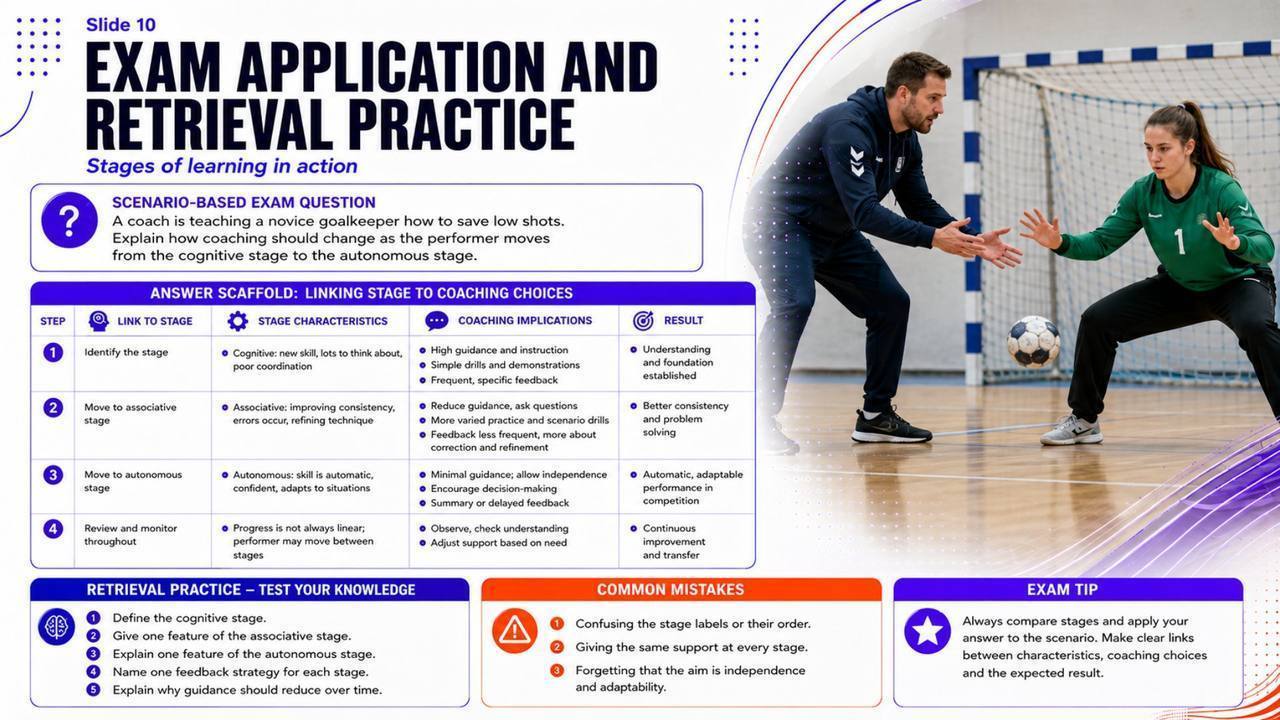 Slide 10
EXAM APPLICATION AND
RETRIEVAL PRACTICE
Stages of learning in action
?
SCENARIO-BASED EXAM QUESTION
A coach is teaching a novice goalkeeper how to save low shots.
Explain how coaching should change as the performer moves
from the cognitive stage to the autonomous stage.
ANSWER SCAFFOLD: LINKING STAGE TO COACHING CHOICES
STEP
LINK TO STAGE
STAGE CHARACTERISTICS
COACHING IMPLICATIONS
RESULT
1
Identify the stage
Cognitive: new skill, lots to think about,
poor coordination
High guidance and instruction
Simple drills and demonstrations
Frequent, specific feedback
Understanding
and foundation
established
2
Move to associative
stage
Associative: improving consistency,
errors occur, refining technique
Reduce guidance, ask questions
More varied practice and scenario drills
Feedback less frequent, more about
correction and refinement
Better consistency
and problem
solving
3
Move to autonomous
stage
Autonomous: skill is automatic,
confident, adapts to situations
Minimal guidance; allow independence
Encourage decision-making
Summary or delayed feedback
Automatic, adaptable
performance in
competition
4
Review and monitor
throughout
Progress is not always linear;
performer may move between
stages
Observe, check understanding
Adjust support based on need
Continuous
improvement
and transfer
RETRIEVAL PRACTICE – TEST YOUR KNOWLEDGE
1 Define the cognitive stage.
2 Give one feature of the associative stage.
3 Explain one feature of the autonomous stage.
4 Name one feedback strategy for each stage.
5 Explain why guidance should reduce over time.
COMMON MISTAKES
1 Confusing the stage labels or their order.
2 Giving the same support at every stage.
3 Forgetting that the aim is independence
and adaptability.
EXAM TIP
Always compare stages and apply your
answer to the scenario. Make clear links
between characteristics, coaching choices
and the expected result.
1